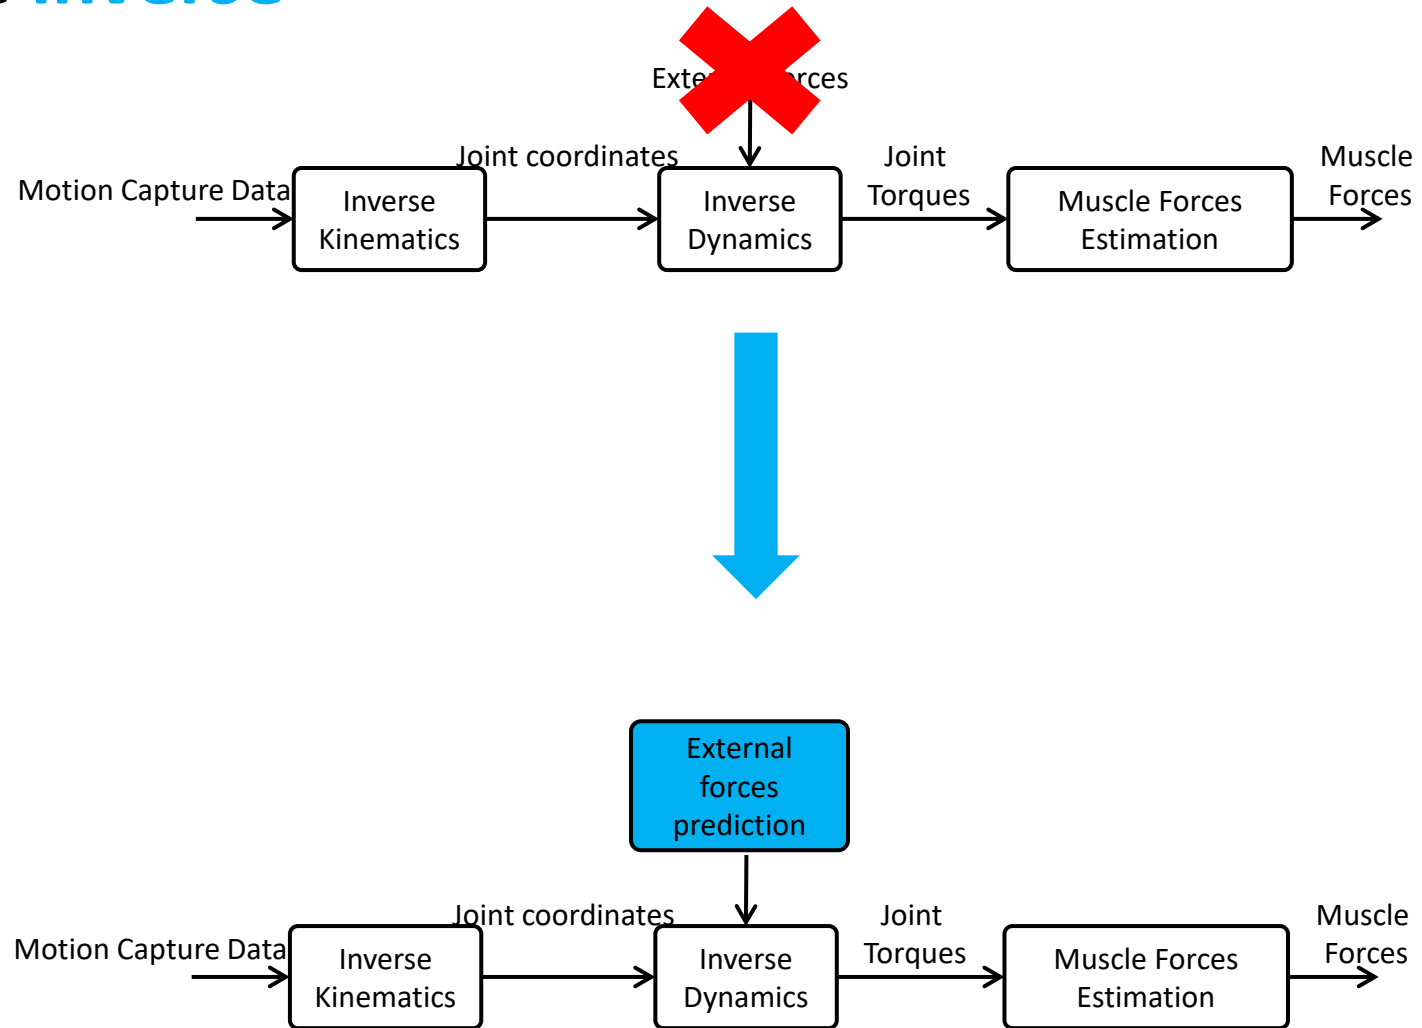 Inverse
Exte rces
Joint coordinates
Joint
Torques
Muscle
Forces
Motion Capture Data
Inverse
Kinematics
Inverse
Dynamics
Muscle Forces
Estimation
External
forces
prediction
Joint coordinates
Joint
Torques
Muscle
Forces
Motion Capture Data
Inverse
Kinematics
Inverse
Dynamics
Muscle Forces
Estimation